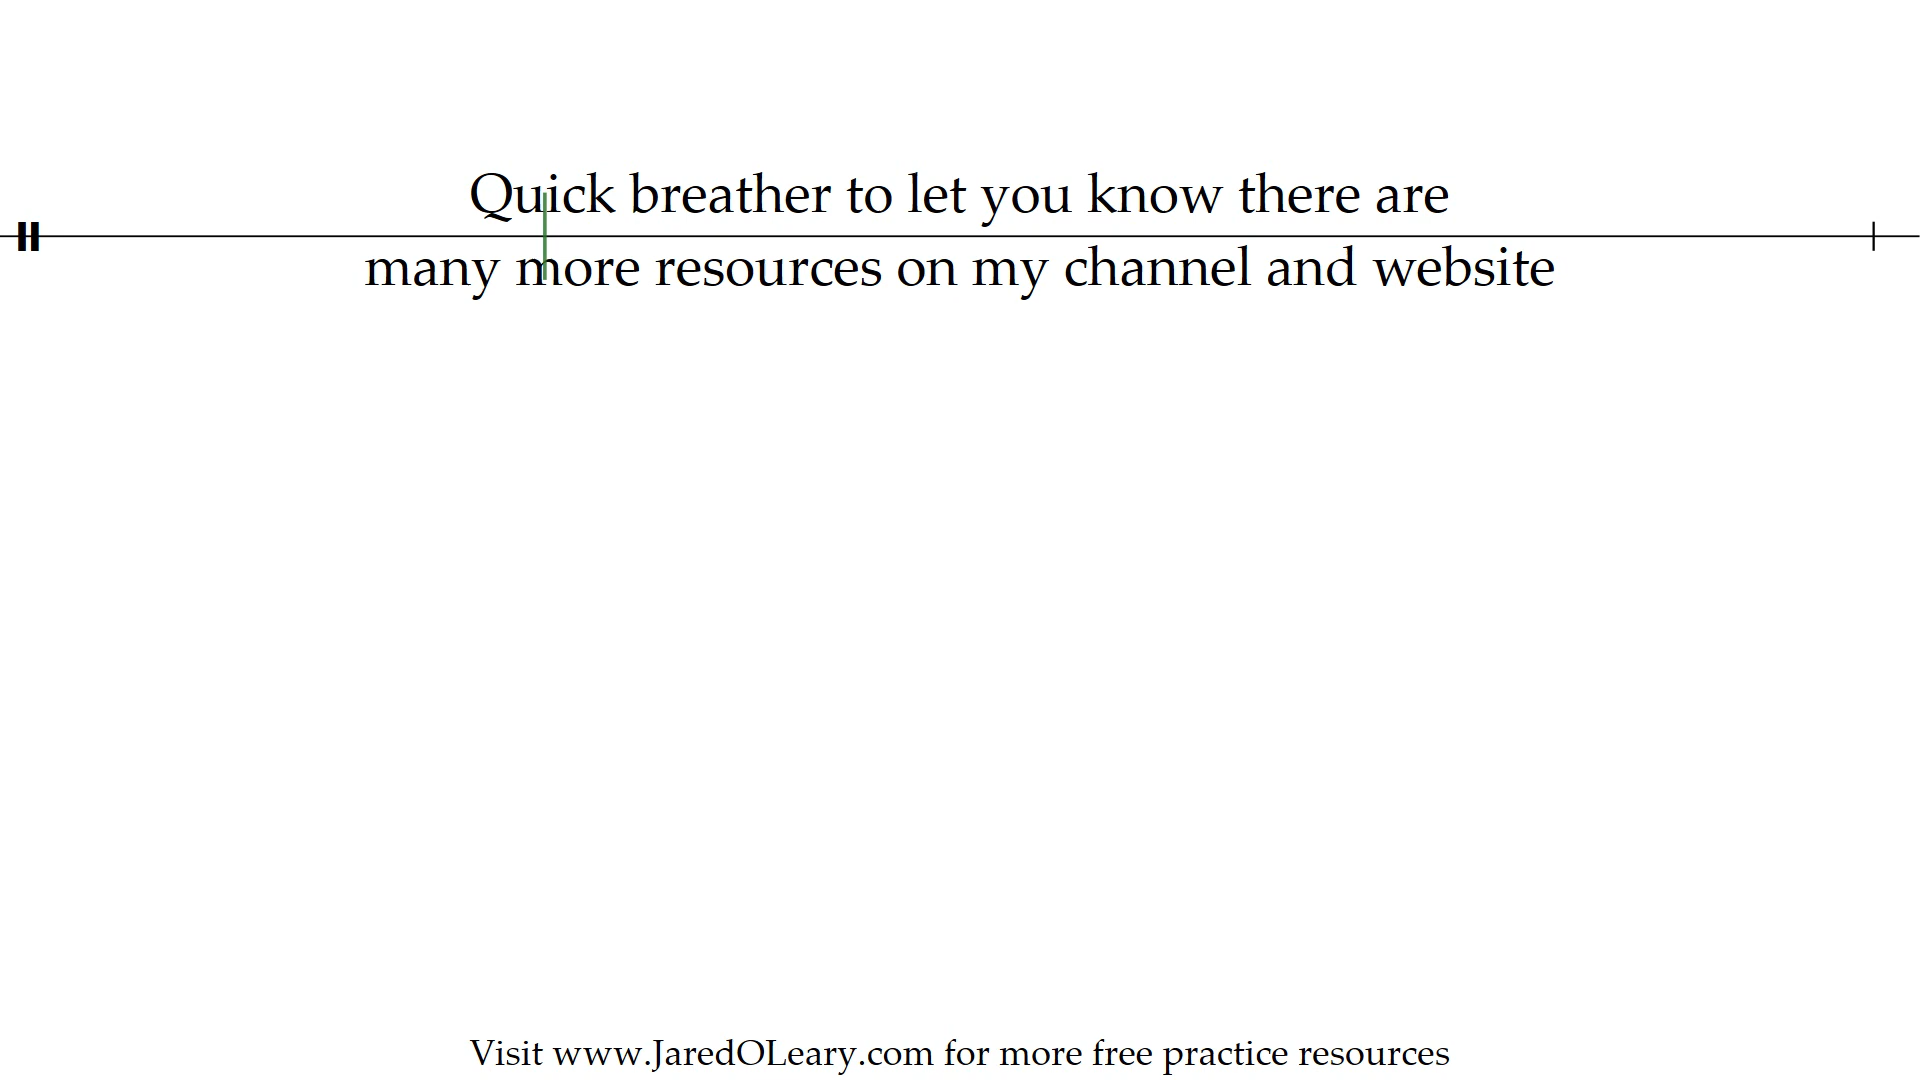 Quick breather to let you know there are
many more resources on my channel and website
Visit www.JaredOLeary.com for more free practice resources